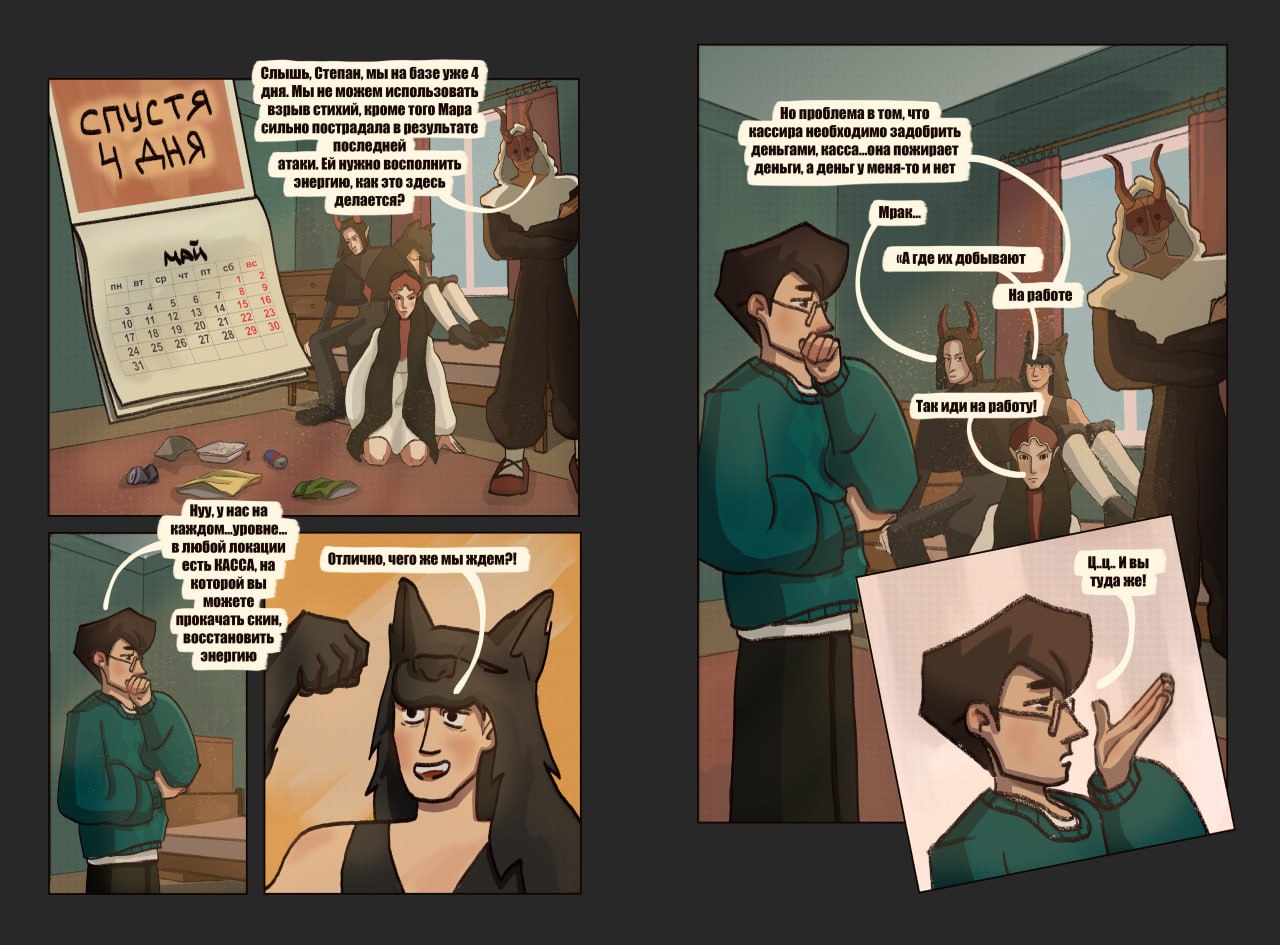 СПУСТЯ
4 ДНЯ
МАЙ
пн вт ср чт пт сб вс
1 2
3 4 5 6 7 8 9
10 11 12 13 14 15 16
17 18 19 20 21 22 23
24 25 26 27 28 29 30
31
Слышь, Степан, мы на базе уже 4
дня. Мы не можем использовать
взрыв стихий, кроме того Мара
сильно пострадала в результате
последней
атаки. Ей нужно восполнить
энергию, как это здесь
делается?
Нуу, у нас на
каждом...уровне...
в любой локации
есть КАССА, на
которой вы
можете
прокачать скин,
восстановить
энергию
Отлично, чего же мы ждем?!
Но проблема в том, что
кассира необходимо задобрить
деньгами, касса...она пожирает
деньги, а деньг у меня-то и нет
Мрак...
«А где их добывают
На работе
Так иди на работу!
Ц..ц.. И вы
туда же!